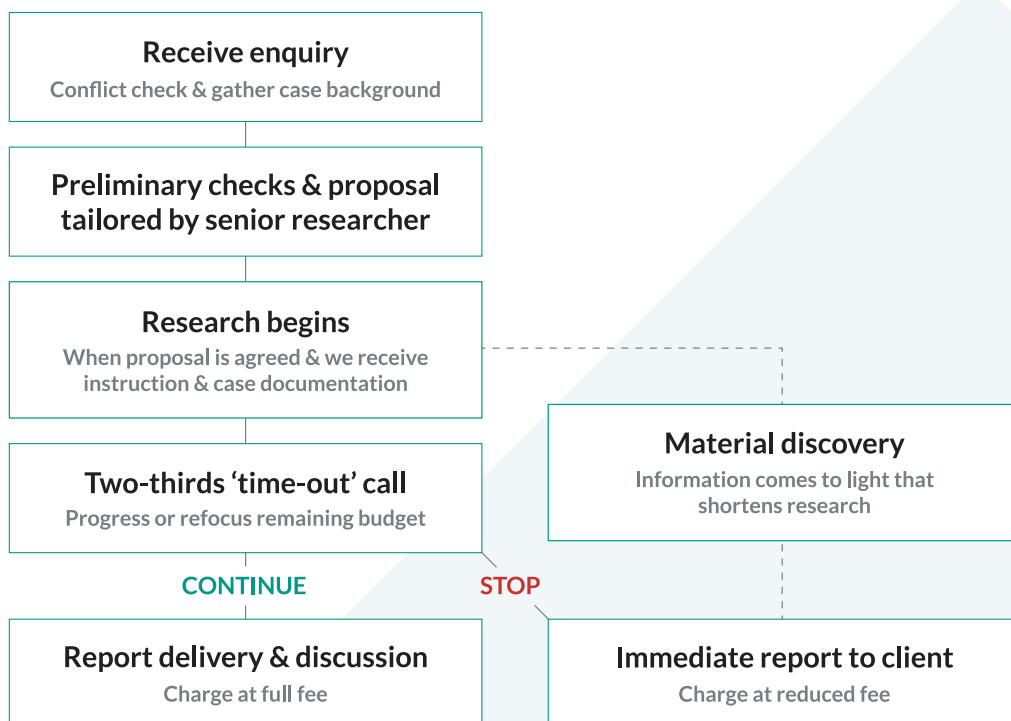 Receive enquiry
Conflict check & gather case background
Preliminary checks & proposal
tailored by senior researcher
Research begins
When proposal is agreed & we receive
instruction & case documentation
Material discovery
Information comes to light that
shortens research
Two-thirds ‘time-out’ call
Progress or refocus remaining budget
CONTINUE
STOP
Report delivery & discussion
Charge at full fee
Immediate report to client
Charge at reduced fee